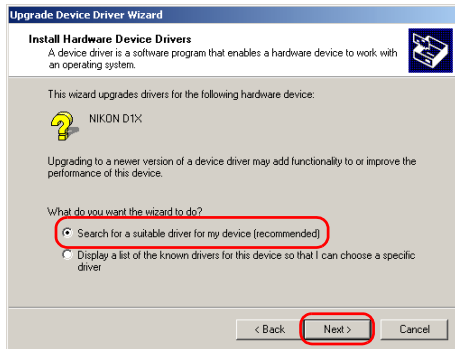 Upgrade Device Driver Wizard
Install Hardware Device Drivers
A device driver is a software program that enables a hardware device to work with
an operating system.
This wizard upgrades drivers for the following hardware device:
NIKON D1X
Upgrading to a newer version of a device driver may add functionality to or improve the
performance of this device.
What do you want the wizard to do?
Search for a suitable driver for my device (recommended)
Display a list of the known drivers for this device so that I can choose a specific
driver
< Back Next > Cancel